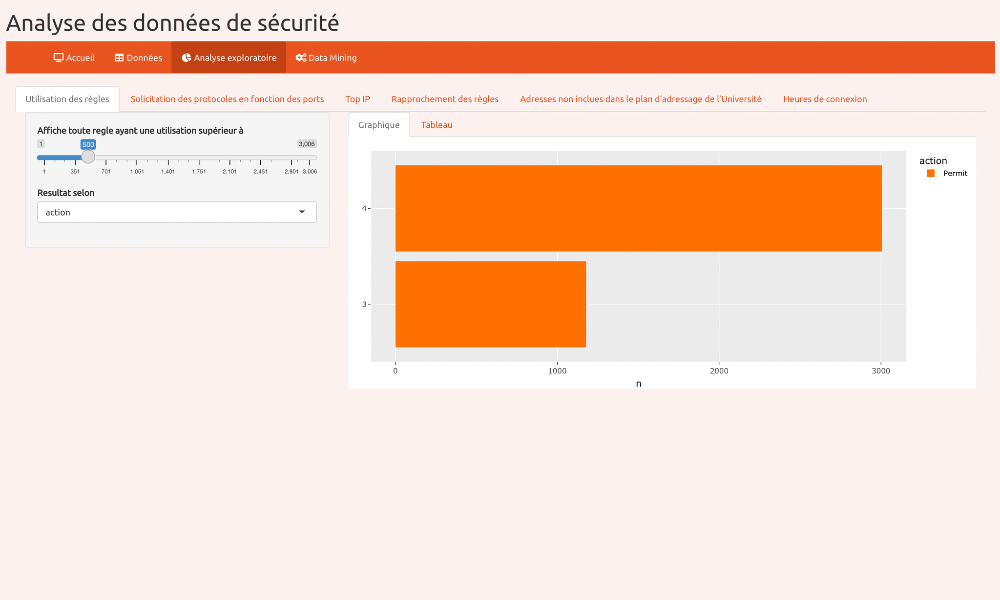 Analyse des données de sécurité
Accueil Données Analyse exploratoire Data Mining
Utilisation des règles Solicitation des protocoles en fonction des ports Top IP Rapprochement des règles Adresses non inclues dans le plan d’adressage de l’Université Heures de connexion
Affiche toute regle ayant une utilisation supérieur à
1 500 3,006
1 351 701 1,051 1,401 1,751 2,101 2,451 2,801 3,006
Resultat selon
action
Graphique Tableau
action
Permit
4
3
0 1000 2000 3000
n